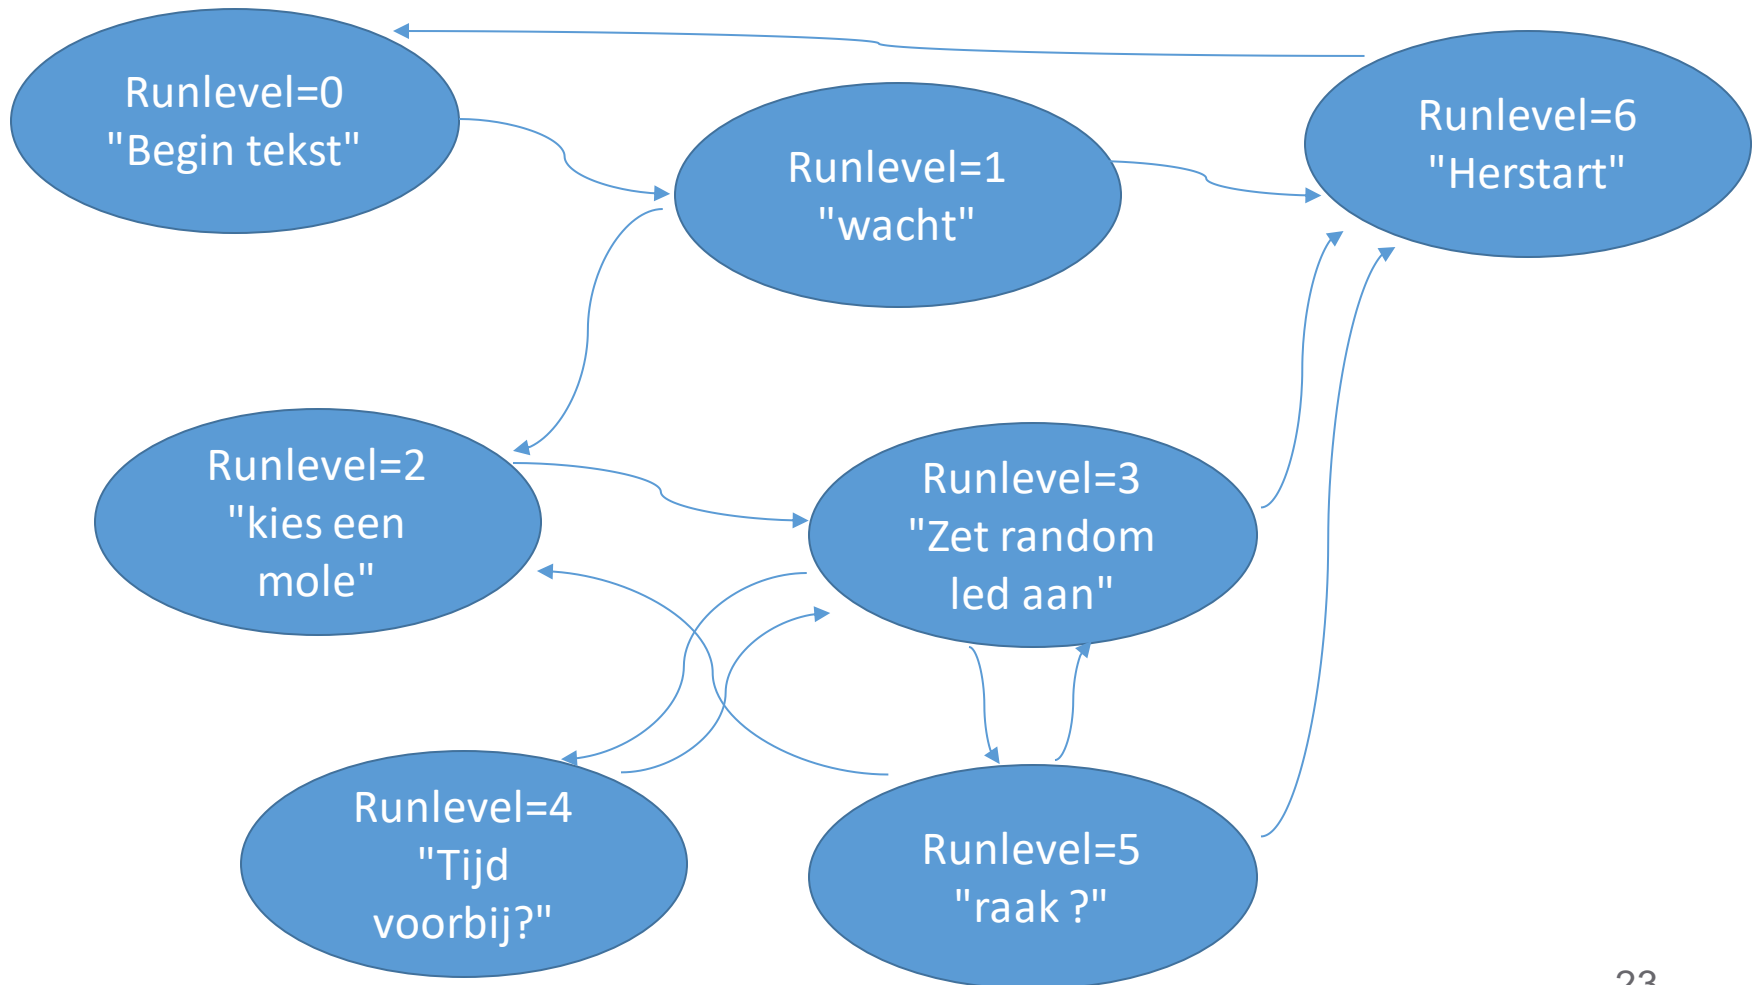 Runlevel=0
"Begin tekst"
Runlevel=1
"wacht"
Runlevel=6
"Herstart"
Runlevel=2
"kies een
mole"
Runlevel=3
"Zet random
led aan"
Runlevel=4
"Tijd
voorbij?"
Runlevel=5
"raak ?"
23